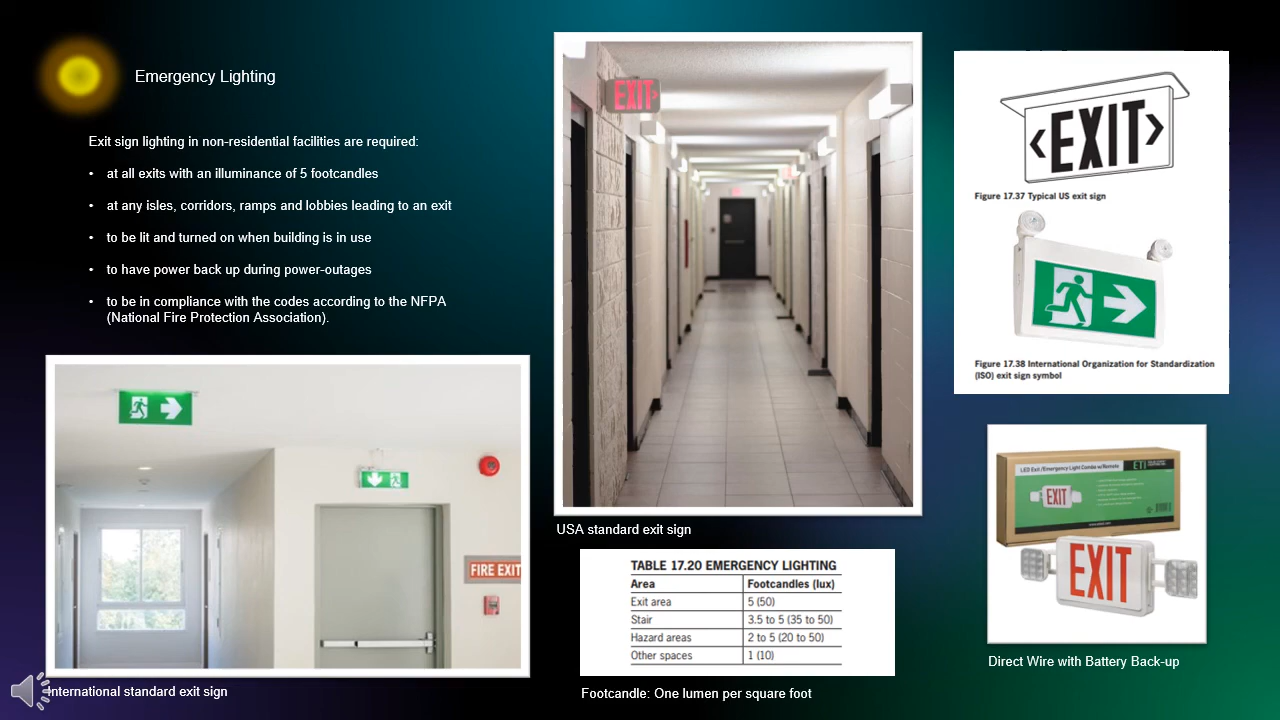 Emergency Lighting
Exit sign lighting in non-residential facilities are required:
• at all exits with an illuminance of 5 footcandles
• at any isles, corridors, ramps and lobbies leading to an exit
• to be lit and turned on when building is in use
• to have power back up during power-outages
• to be in compliance with the codes according to the NFPA
(National Fire Protection Association).
FIRE EXIT
International standard exit sign
EXIT
USA standard exit sign
TABLE 17.20 EMERGENCY LIGHTING
Area Footcandles (lux)
Exit area 5 (50)
Stair 3.5 to 5 (35 to 50)
Hazard areas 2 to 5 (20 to 50)
Other spaces 1 (10)
Footcandle: One lumen per square foot
<EXIT>
Figure 17.37 Typical US exit sign
Figure 17.38 International Organization for Standardization
(ISO) exit sign symbol
LED Exit /Emergency Light Combo w/Remote
ETI
EXIT
EXIT
Direct Wire with Battery Back-up